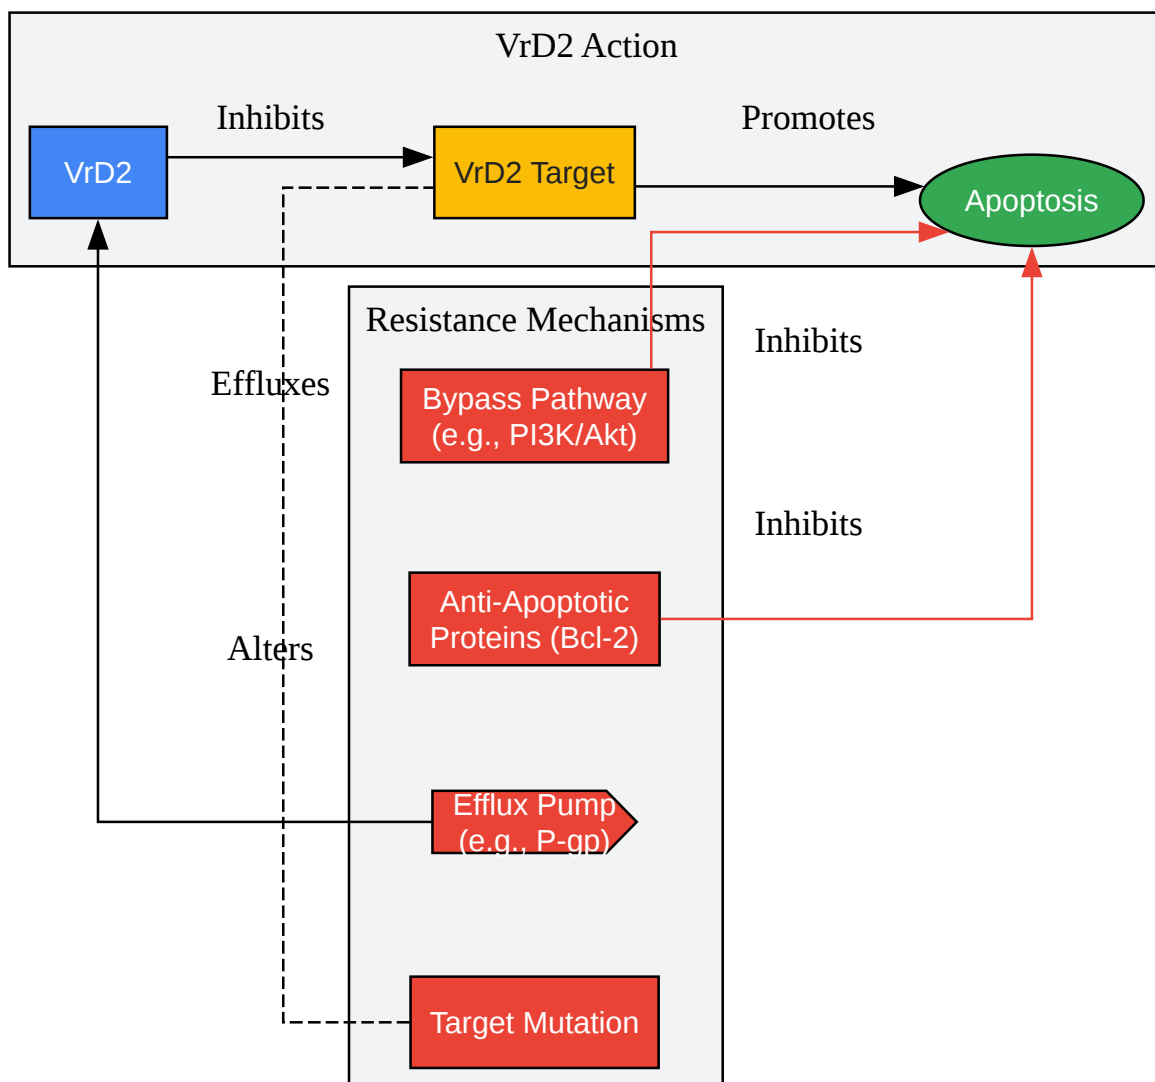 VrD2 Action
Inhibits
Promotes
VrD2
VrD2 Target
Apoptosis
Resistance Mechanisms
Inhibits
Effluxes
Bypass Pathway
(e.g., PI3K/Akt)
Inhibits
Anti-Apoptotic
Proteins (Bcl-2)
Alters
Efflux Pump
(e.g., P-gp)
Target Mutation